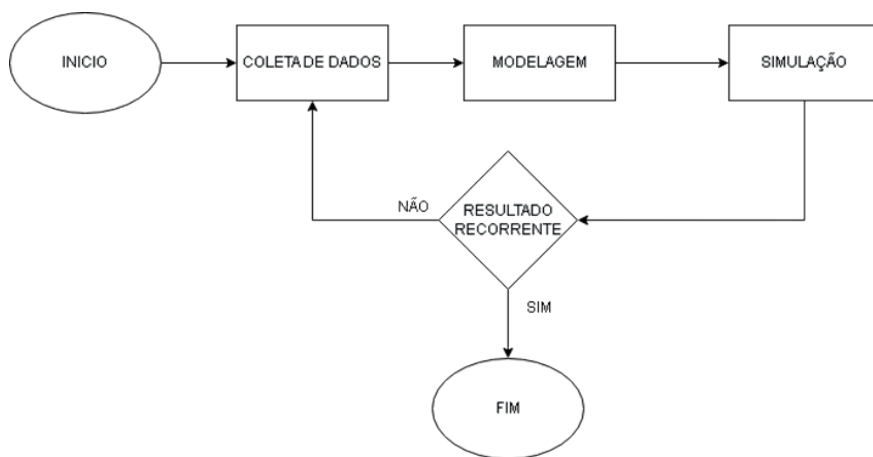 INICIO
COLETA DE DADOS
MODELAGEM
SIMULAÇÃO
NÃO
RESULTADO
RECORRENTE
SIM
FIM